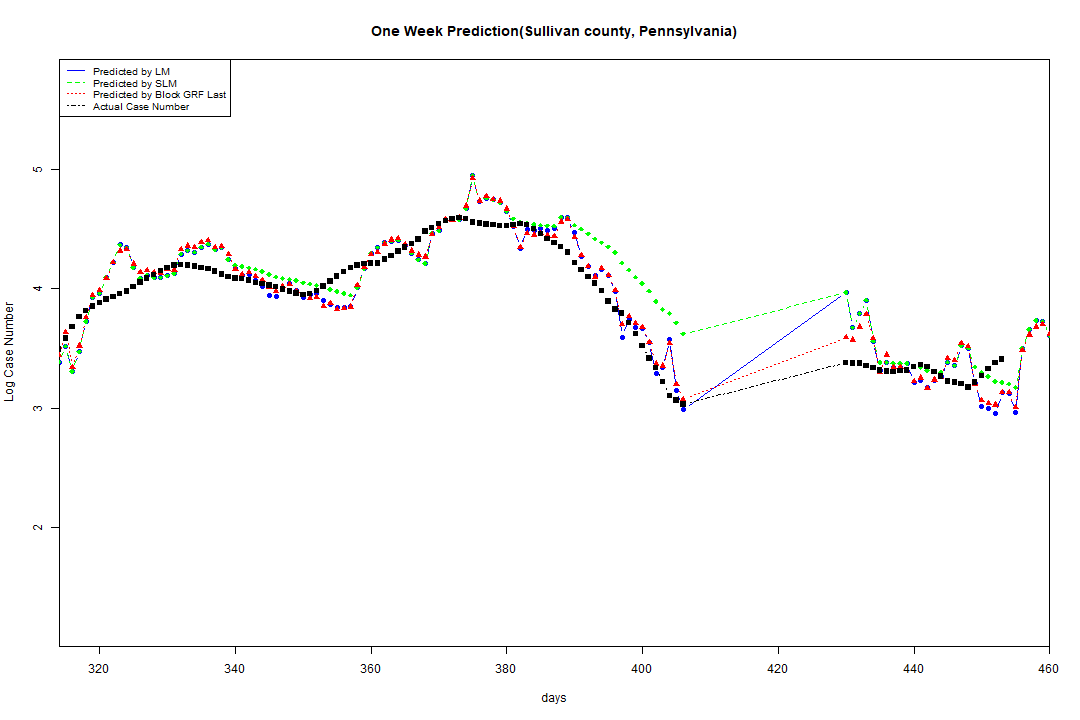 One Week Prediction(Sullivan county, Pennsylvania)
Predicted by LM
Predicted by SLM
Predicted by Block GRF Last
Actual Case Number
5
4
3
2
Log Case Number
320
340
360
380
400
420
440
460
days